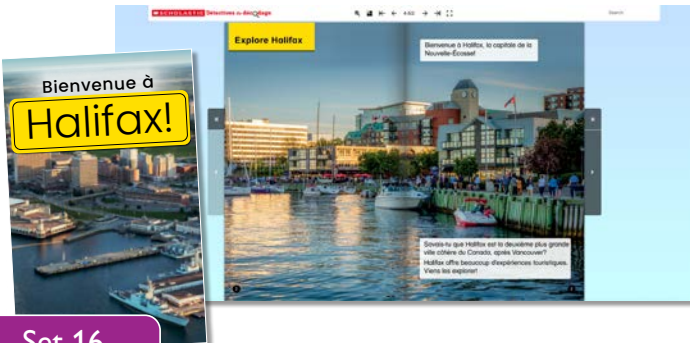 SCHOLASTIC Sélections de décodage
Search
Explore Halifax
Bienvenue à Halifax, la capitale de la
Nouvelle-Écosse!
Bienvenue à
Halifax!
Savais-tu que Halifax est la deuxième plus grande
ville côtière du Canada, après Vancouver?
Halifax offre beaucoup d'expériences touristiques.
Viens les explorer!
Set 16